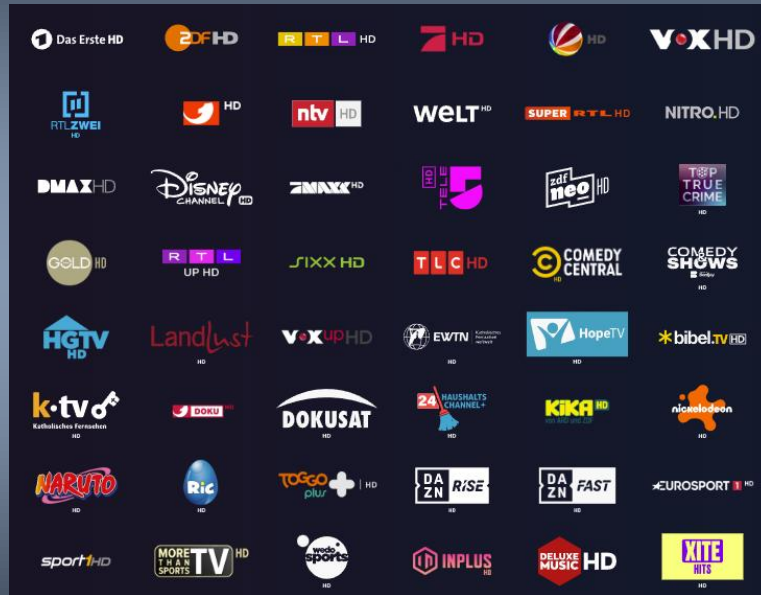 1 Das Erste HD
ZDF HD
RTL HD
7 HD
HD
VOX HD
RTLZWEI
HD
HD
ntv HD
WELT HD
SUPER RTL HD
NITRO.HD
DMAX HD
Disney
CHANNEL HD
7MAXX HD
HD TELE 5
zdf
neo HD
TOP
TRUE
CRIME
HD
GOLD HD
RTL
UP HD
SIXX HD
TLC HD
COMEDY
CENTRAL
HD
COMEDY
& SHOWS
HD
HGTV
HD
Landlust
HD
VOXup HD
EWTN
HD
HopeTV
HD
bibel.TV HD
k-tv
Katholisches Fernsehen
HD
DOKU HD
DOKUSAT
HD
24 HAUSHALTS
CHANNEL+
HD
KiKA HD
von ARD und ZDF
nickelodeon
HD
NARUTO
HD
RiC
HD
TOGGO
plus HD
DAZN RISE
HD
DAZN FAST
HD
EUROSPORT 1 HD
sport1HD
MORE
THAN
SPORTS TV HD
wedo
sports
HD
INPLUS
HD
DELUXE
MUSIC HD
XITE
HITS
HD